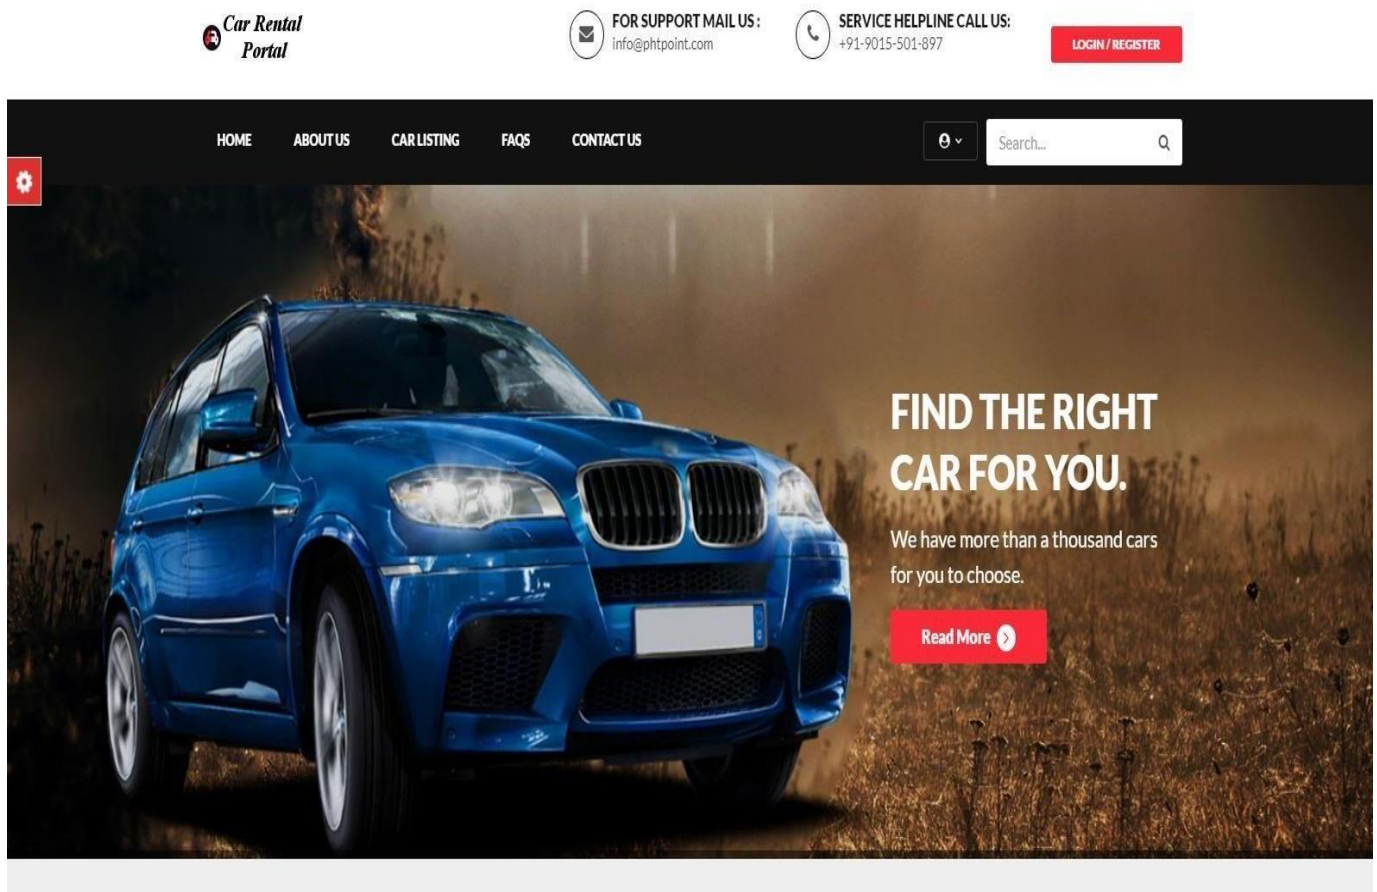 Car Rental
Portal
FOR SUPPORT MAIL US :
info@phtpoint.com
SERVICE HELPLINE CALL US:
+91-9015-501-897
LOGIN / REGISTER
HOME
ABOUT US
CAR LISTING
FAQS
CONTACT US
Search...
FIND THE RIGHT
CAR FOR YOU.
We have more than a thousand cars
for you to choose.
Read More